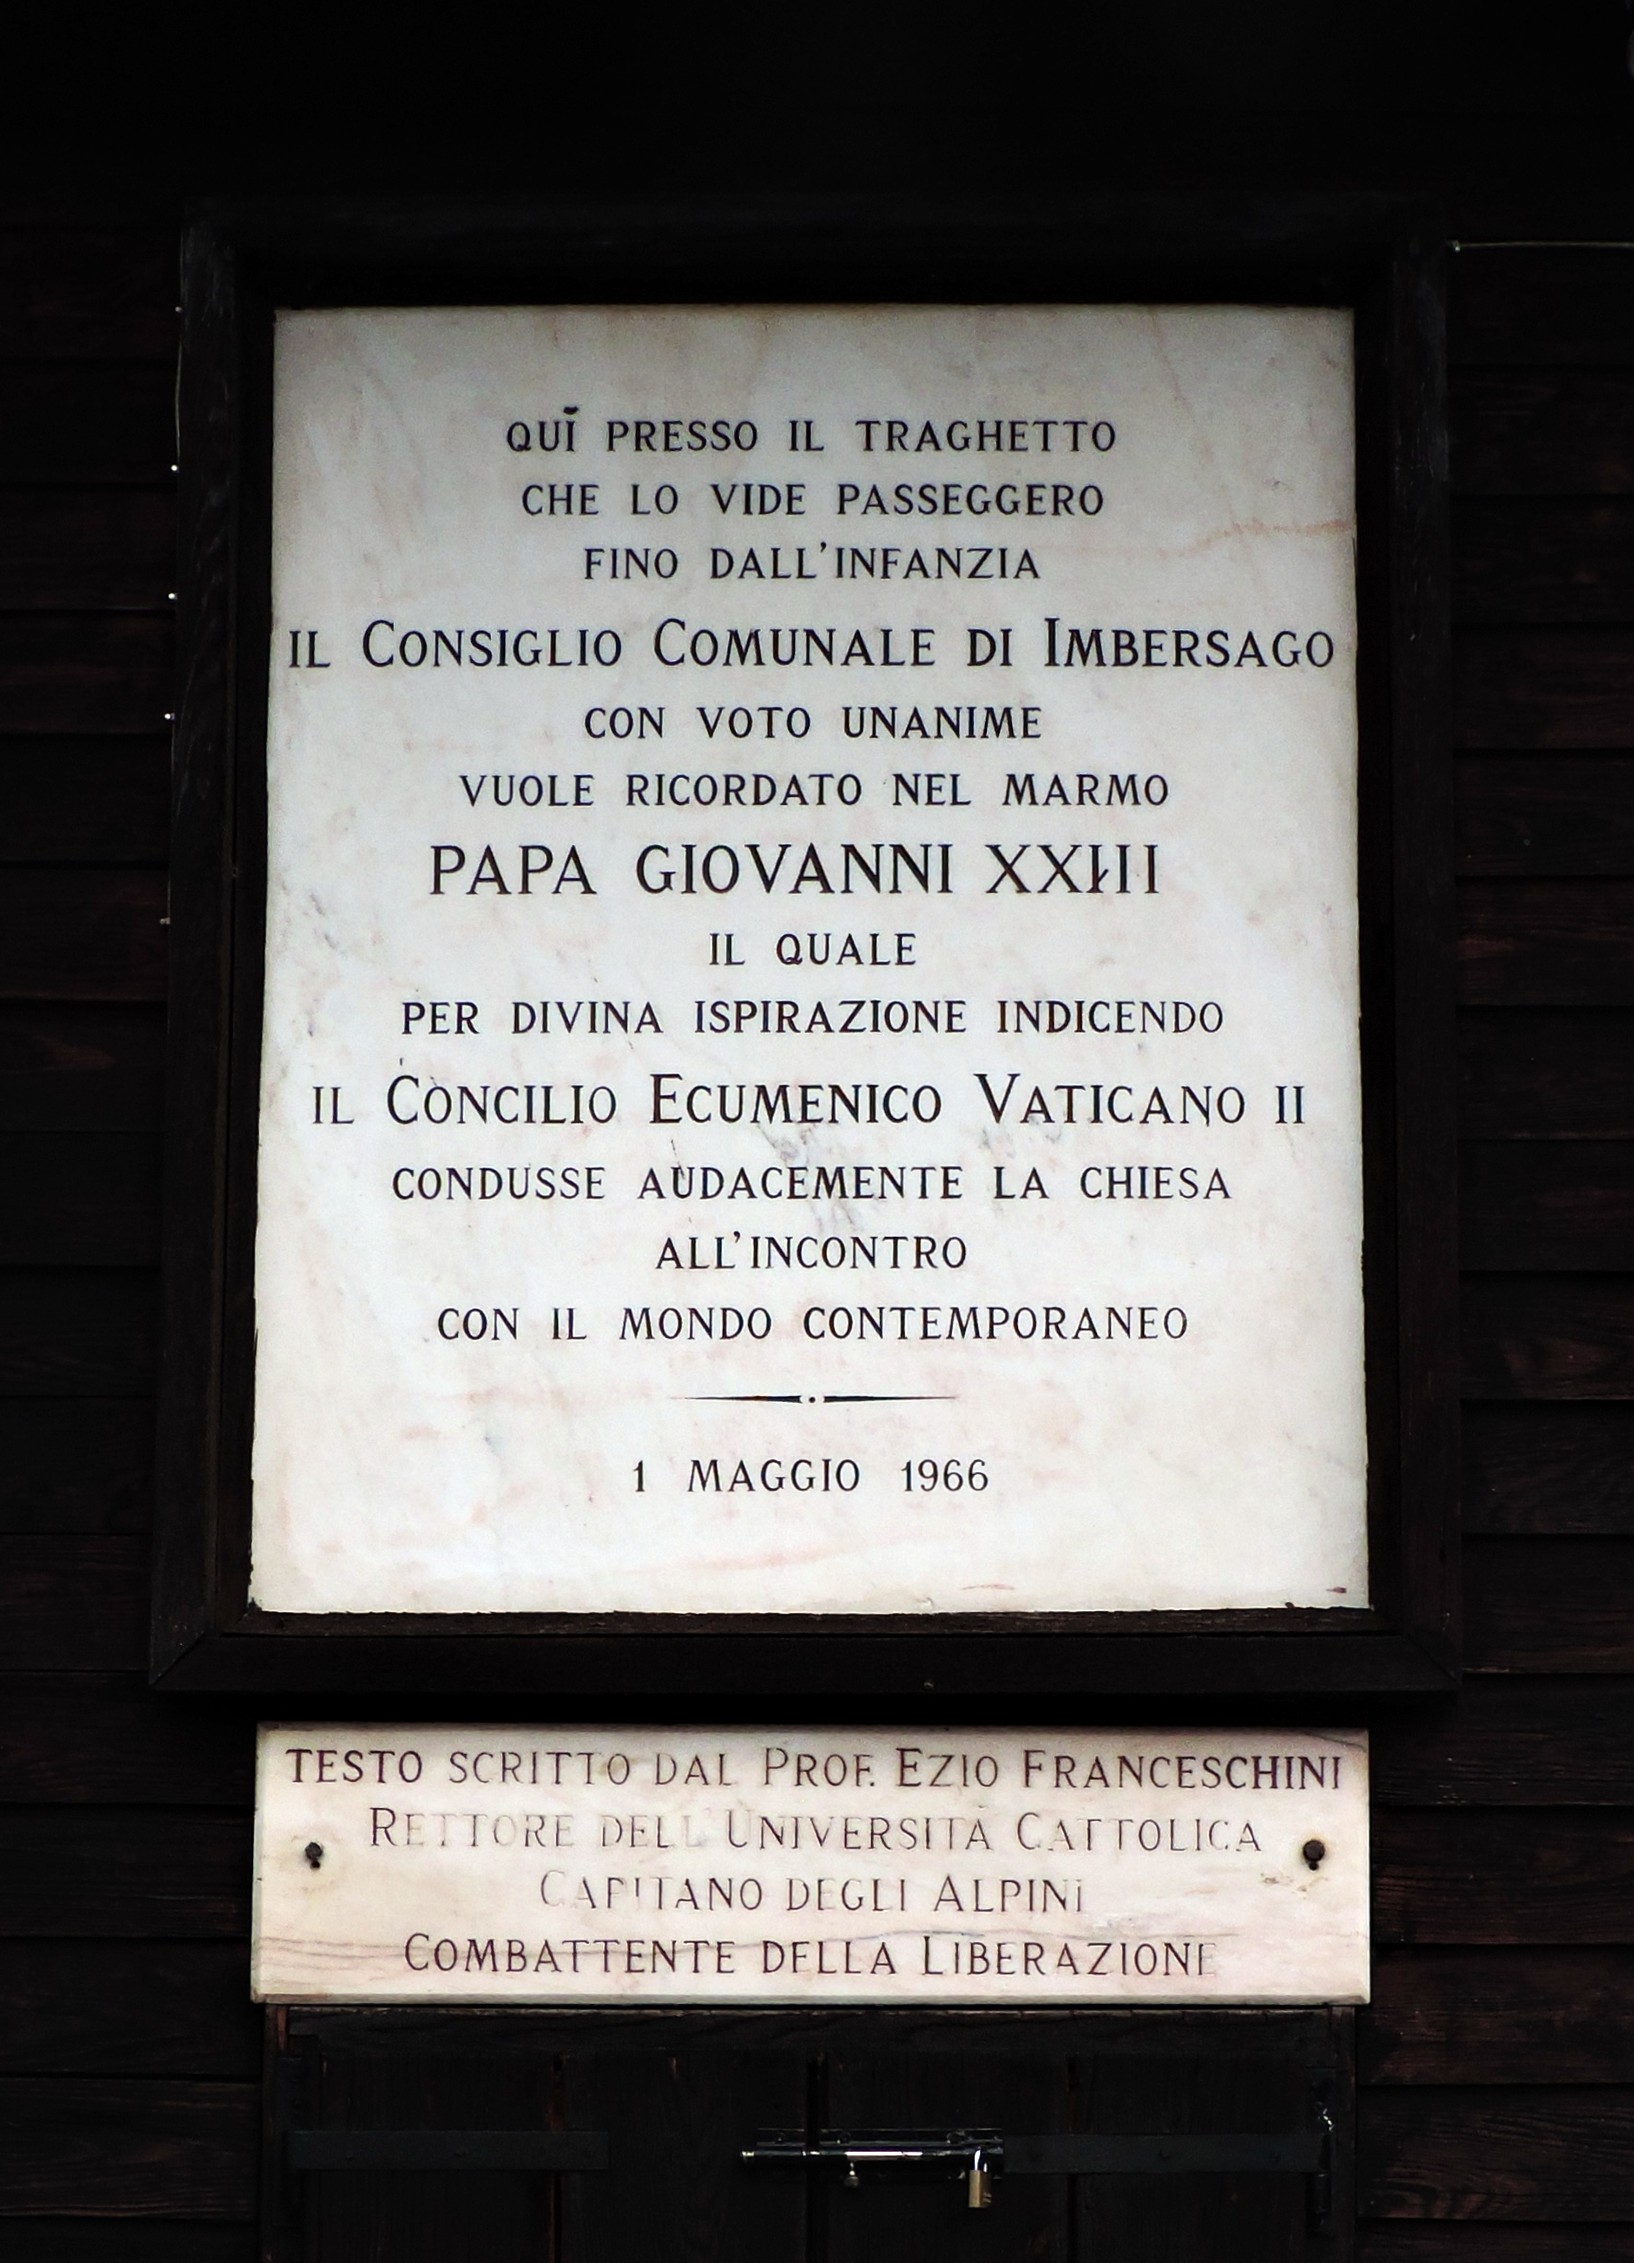 QUI PRESSO IL TRAGHETTO
CHE LO VIDE PASSEGGERO
FINO DALL'INFANZIA
IL CONSIGLIO COMUNALE DI IMBERSAGO
CON VOTO UNANIME
VUOLE RICORDATO NEL MARMO
PAPA GIOVANNI XXIII
IL QUALE
PER DIVINA ISPIRAZIONE INDICENDO
IL CONCILIO ECUMENICO VATICANO II
CONDUSSE AUDACEMENTE LA CHIESA
ALL'INCONTRO
CON IL MONDO CONTEMPORANEO
1 MAGGIO 1966
TESTO SCRITTO DAL PROF. EZIO FRANCESCHINI
RETTORE DELL'UNIVERSITÀ CATTOLICA
CAPITANO DEGLI ALPINI
COMBATTENTE DELLA LIBERAZIONE